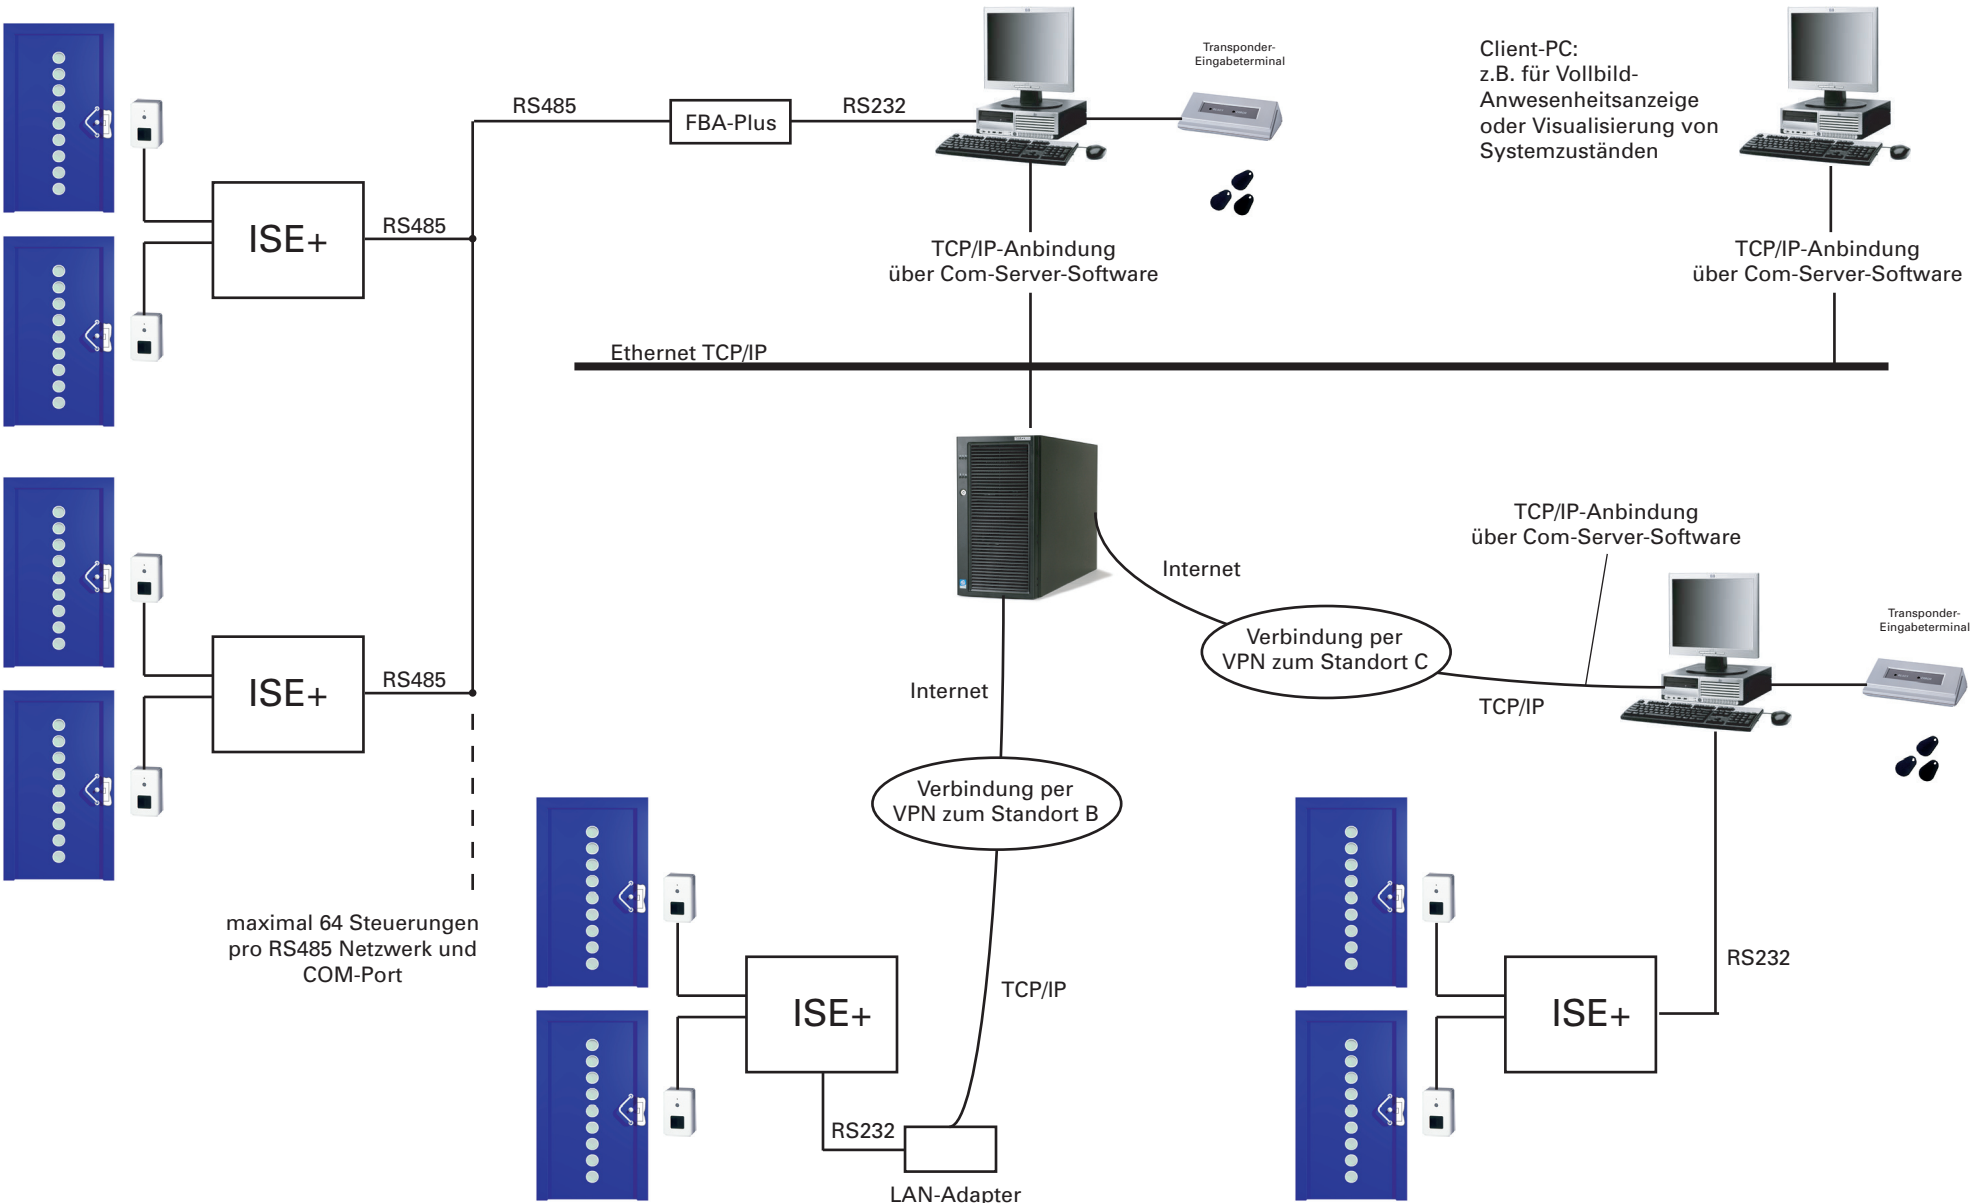 Transponder-
Eingabeterminal
Client-PC:
z.B. für Vollbild-
Anwesenheitsanzeige
oder Visualisierung von
Systemzuständen
RS485
FBA-Plus
RS232
ISE+
RS485
TCP/IP-Anbindung
über Com-Server-Software
TCP/IP-Anbindung
über Com-Server-Software
Ethernet TCP/IP
TCP/IP-Anbindung
über Com-Server-Software
Internet
Verbindung per
VPN zum Standort C
TCP/IP
Transponder-
Eingabeterminal
ISE+
RS485
Internet
Verbindung per
VPN zum Standort B
maximal 64 Steuerungen
pro RS485 Netzwerk und
COM-Port
ISE+
TCP/IP
RS232
LAN-Adapter
ISE+
RS232